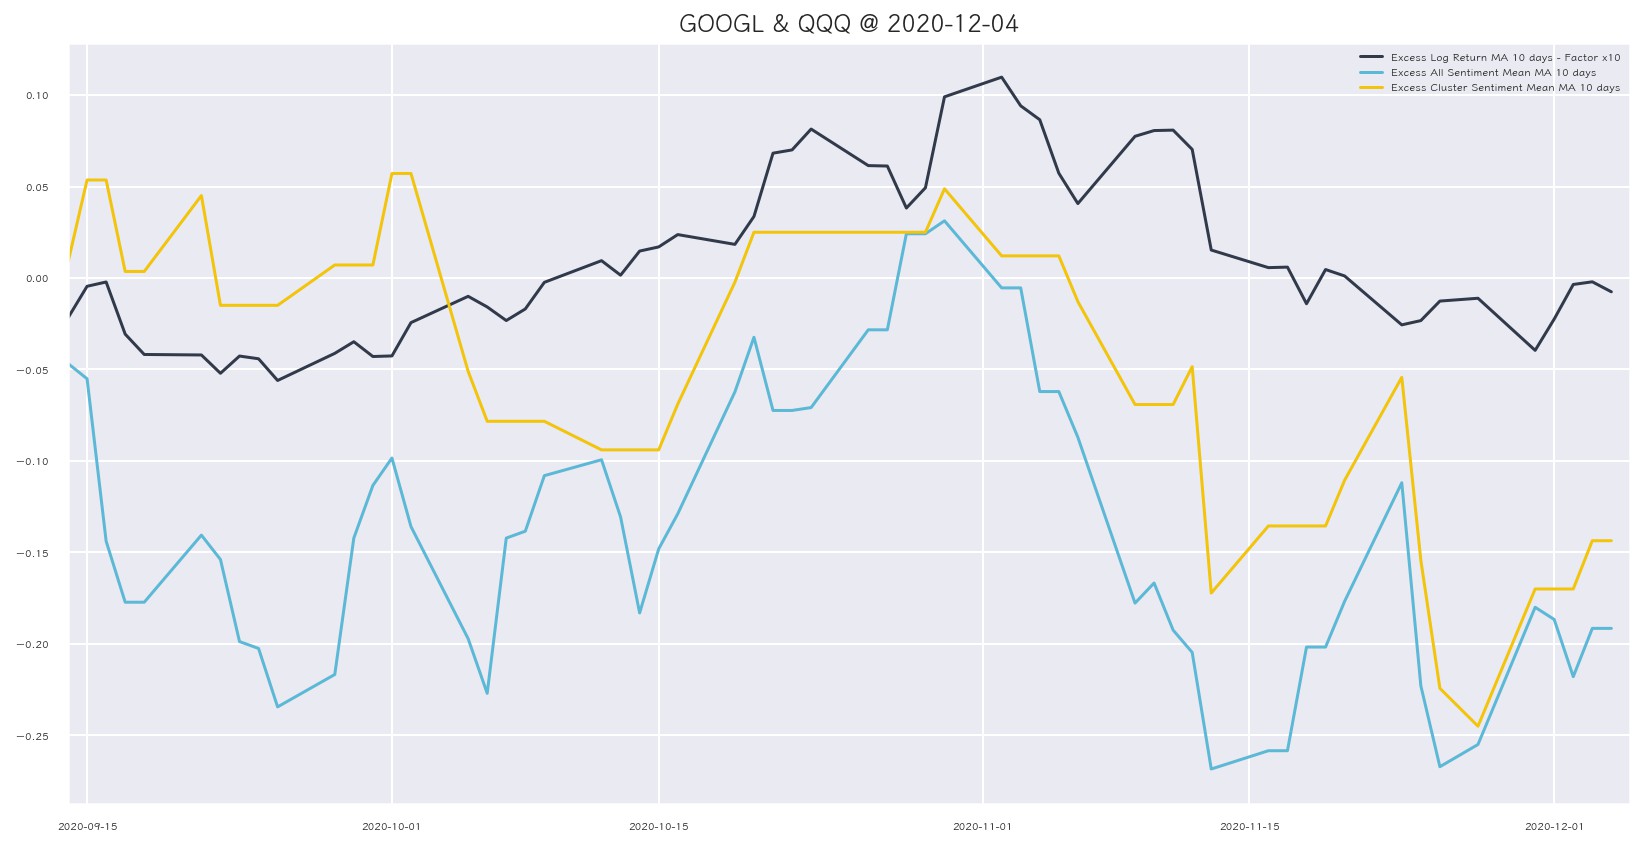 GOOGL & QQQ @ 2020-12-04
Excess Log Return MA 10 days - Factor x10
Excess All Sentiment Mean MA 10 days
Excess Cluster Sentiment Mean MA 10 days
0.10
0.05
0.00
−0.05
−0.10
−0.15
−0.20
−0.25
2020-09-15 2020-10-01 2020-10-15 2020-11-01 2020-11-15 2020-12-01